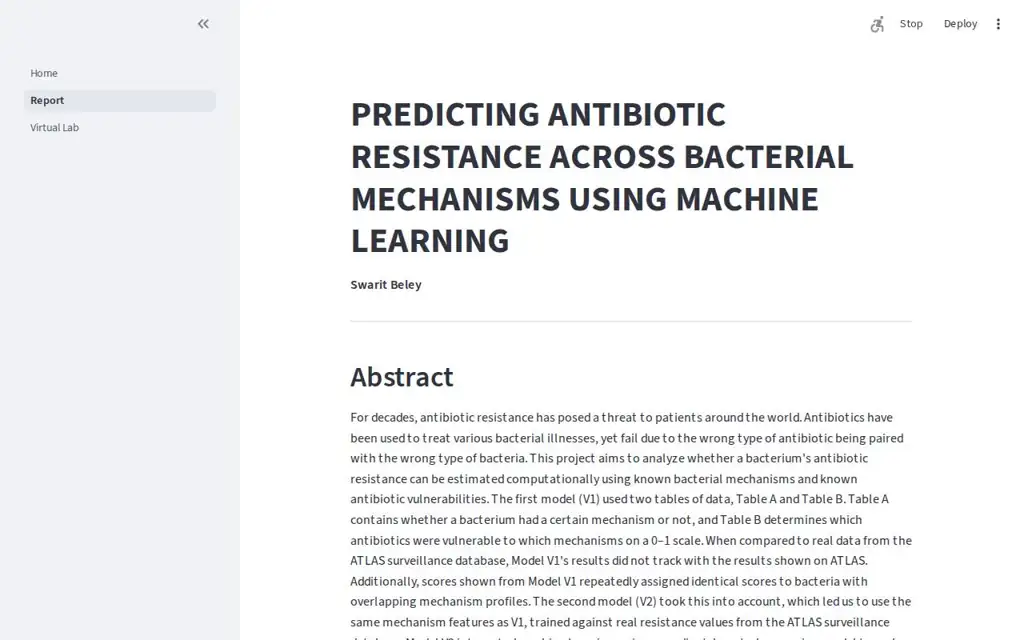 Stop
Deploy
Home
Report
Virtual Lab
PREDICTING ANTIBIOTIC
RESISTANCE ACROSS BACTERIAL
MECHANISMS USING MACHINE
LEARNING
Swarit Beley
Abstract
For decades, antibiotic resistance has posed a threat to patients around the world. Antibiotics have
been used to treat various bacterial illnesses, yet fail due to the wrong type of antibiotic being paired
with the wrong type of bacteria. This project aims to analyze whether a bacterium's antibiotic
resistance can be estimated computationally using known bacterial mechanisms and known
antibiotic vulnerabilities. The first model (V1) used two tables of data, Table A and Table B. Table A
contains whether a bacterium had a certain mechanism or not, and Table B determines which
antibiotics were vulnerable to which mechanisms on a 0–1 scale. When compared to real data from the
ATLAS surveillance database, Model V1's results did not track with the results shown on ATLAS.
Additionally, scores shown from Model V1 repeatedly assigned identical scores to bacteria with
overlapping mechanism profiles. The second model (V2) took this into account, which led us to use the
same mechanism features as V1, trained against real resistance values from the ATLAS surveillance